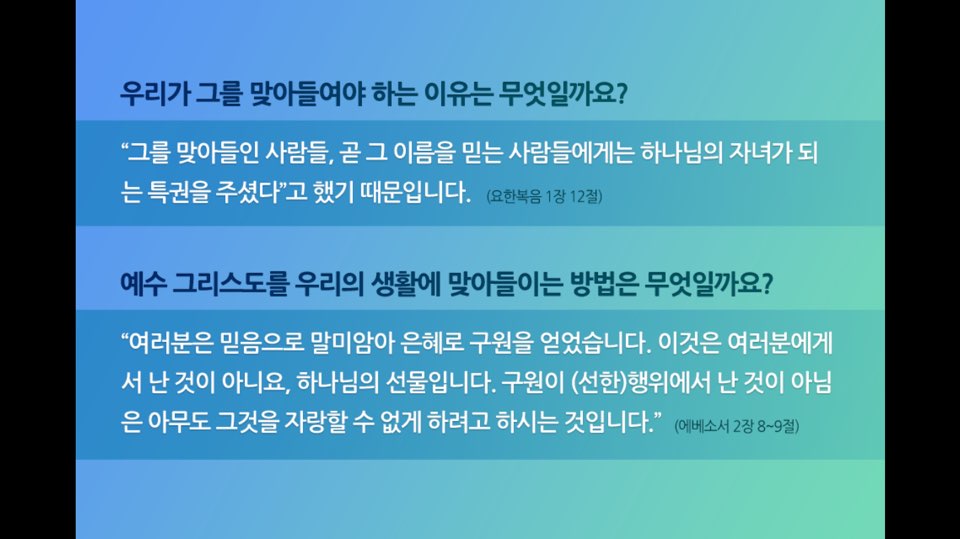 우리가 그를 맞아들여야 하는 이유는 무엇일까요?
“그를 맞아들인 사람들, 곧 그 이름을 믿는 사람들에게는 하나님의 자녀가 되
는 특권을 주셨다”고 했기 때문입니다. (요한복음 1장 12절)
예수 그리스도를 우리의 생활에 맞아들이는 방법은 무엇일까요?
“여러분은 믿음으로 말미암아 은혜로 구원을 얻었습니다. 이것은 여러분에게
서 난 것이 아니요, 하나님의 선물입니다. 구원이 (선한)행위에서 난 것이 아님
은 아무도 그것을 자랑할 수 없게 하려고 하시는 것입니다.” (에베소서 2장 8~9절)